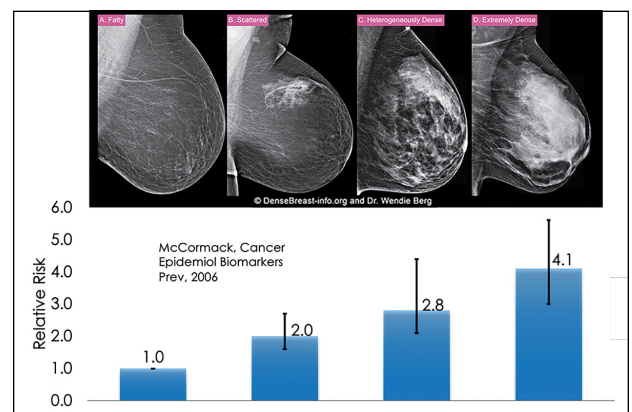 A. Fatty
B. Scattered
C. Heterogeneously Dense
D. Extremely Dense
© DenseBreast-info.org and Dr. Wendie Berg
6.0
5.0
4.0
3.0
2.0
1.0
0.0
Relative Risk
McCormack, Cancer
Epidemiol Biomarkers
Prev, 2006
1.0
2.0
2.8
4.1